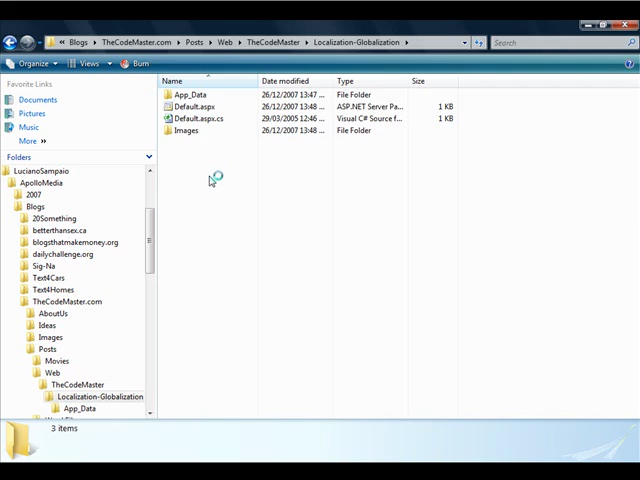 « Blogs ▸ TheCodeMaster.com ▸ Posts ▸ Web ▸ TheCodeMaster ▸ Localization-Globalization ▸ Search
Organize Views Burn
Favorite Links
Documents
Pictures
Music
More »
Folders
LucianoSampaio
ApolloMedia
2007
Blogs
20Something
betterthansex.ca
blogsthatmakemoney.org
dailychallenge.org
Sig-Na
Text4Cars
Text4Homes
TheCodeMaster.com
AboutUs
Ideas
Images
Posts
Movies
Web
TheCodeMaster
Localization-Globalization
App_Data
Name Date modified Type Size
App_Data 26/12/2007 13:47 ... File Folder
Default.aspx 26/12/2007 13:48 ... ASP.NET Server Pa... 1 KB
Default.aspx.cs 29/03/2005 12:46 ... Visual C# Source f... 1 KB
Images 26/12/2007 13:48 ... File Folder
3 items